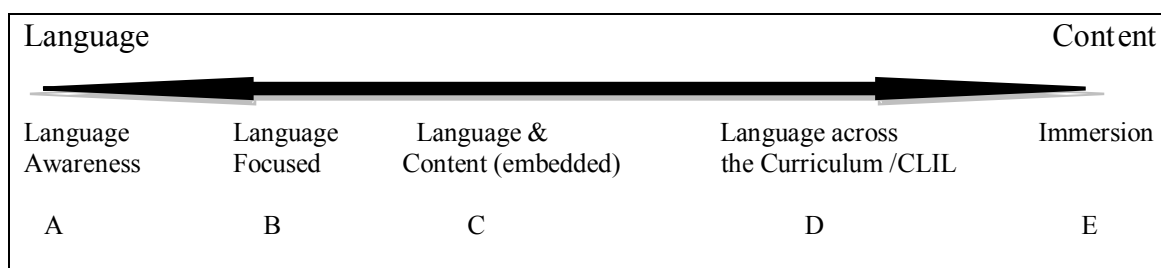 Language Content
Language Language Language & Language across Immersion
Awareness Focused Content (embedded) the Curriculum /CLIL
A B C D E